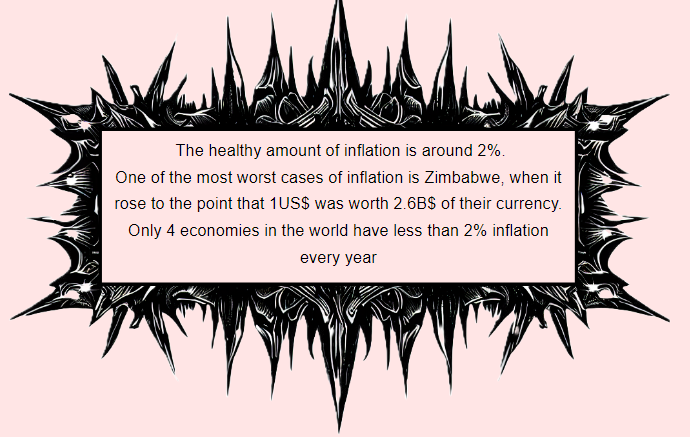 The healthy amount of inflation is around 2%.
One of the most worst cases of inflation is Zimbabwe, when it
rose to the point that 1US$ was worth 2.6B$ of their currency.
Only 4 economies in the world have less than 2% inflation
every year